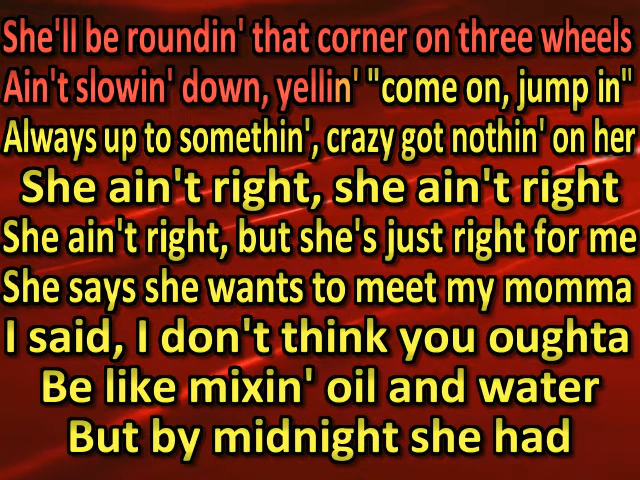 She'll be roundin' that corner on three wheels
Ain't slowin' down, yellin' "come on, jump in"
Always up to somethin', crazy got nothin' on her
She ain't right, she ain't right
She ain't right, but she's just right for me
She says she wants to meet my momma
I said, I don't think you oughta
Be like mixin' oil and water
But by midnight she had